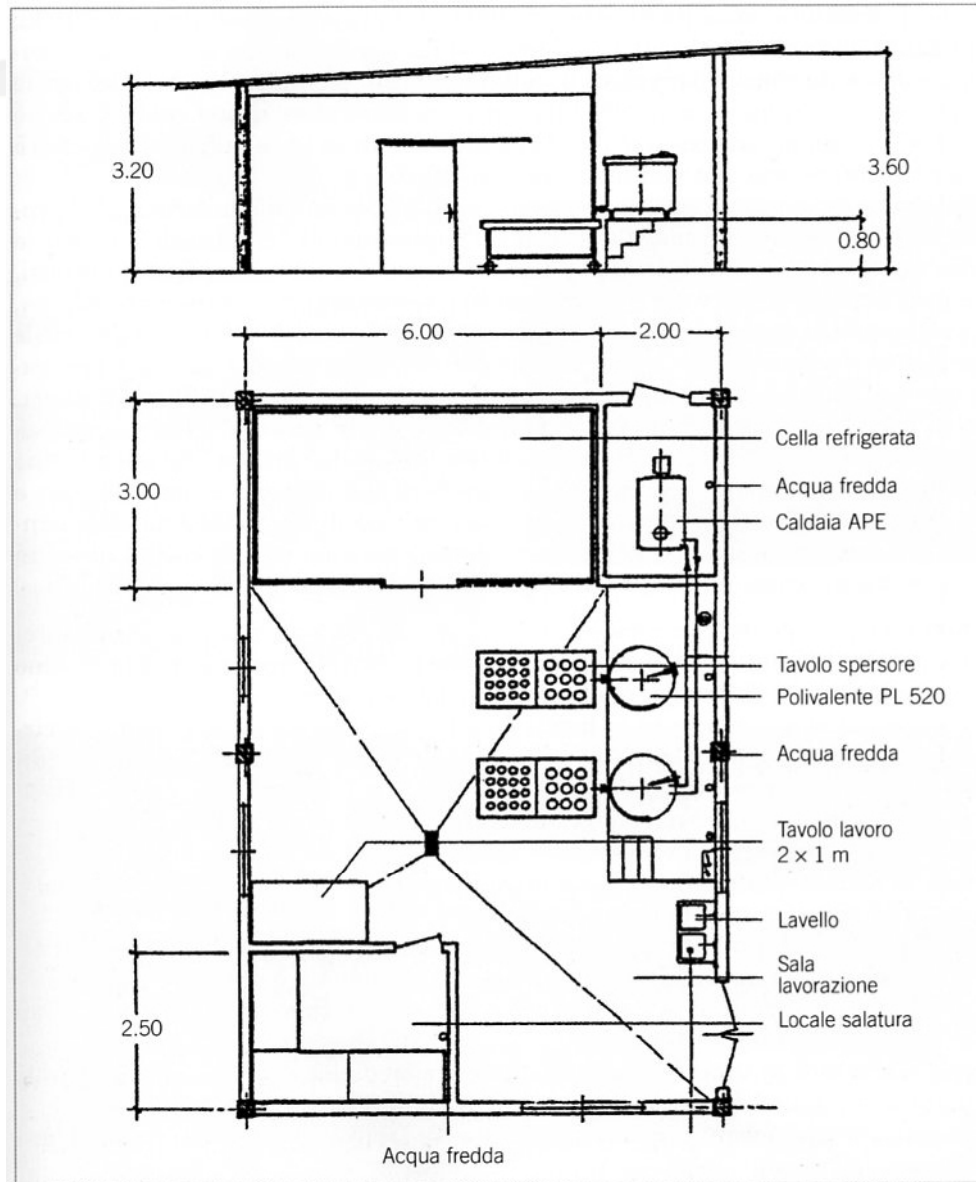 3.20
3.60
0.80
6.00
2.00
3.00
Cella refrigerata
Acqua fredda
Caldaia APE
Tavolo spersore
Polivalente PL 520
Acqua fredda
Tavolo lavoro
2 × 1 m
Lavello
Sala
lavorazione
Locale salatura
2.50
Acqua fredda